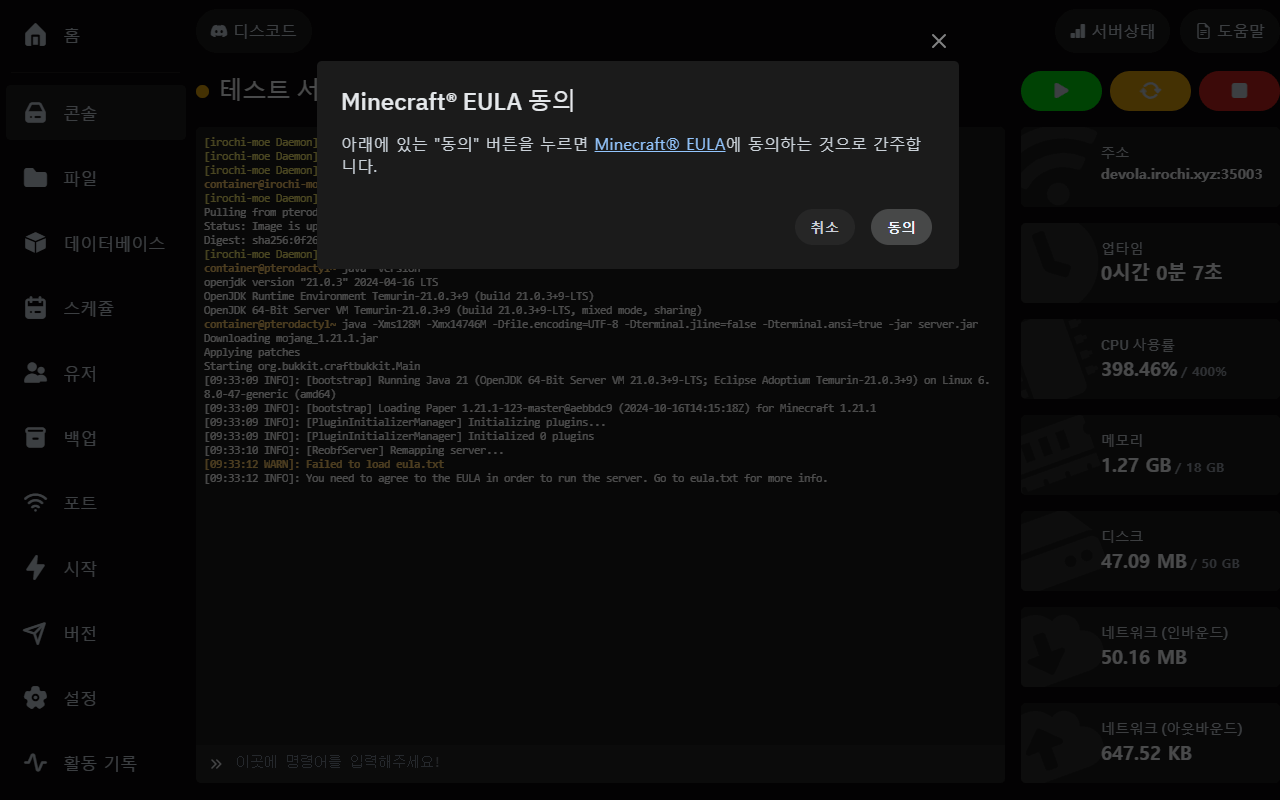 홈
디스코드
서버상태
도움말
테스트 서
Minecraft® EULA 동의
아래에 있는 "동의" 버튼을 누르면 Minecraft® EULA에 동의하는 것으로 간주합
니다.
취소
동의
콘솔
파일
데이터베이스
스케쥴
유저
백업
포트
시작
버전
설정
활동 기록
[irochi-moe Daemon]
[irochi-moe Daemon]
[irochi-moe Daemon]
container@irochi-mo
[irochi-moe Daemon]
Pulling from pterod
Status: Image is up
Digest: sha256:0f26
[irochi-moe Daemon]
container@pterodactyl~ java -version
openjdk version "21.0.3" 2024-04-16 LTS
OpenJDK Runtime Environment Temurin-21.0.3+9 (build 21.0.3+9-LTS)
OpenJDK 64-Bit Server VM Temurin-21.0.3+9 (build 21.0.3+9-LTS, mixed mode, sharing)
container@pterodactyl~ java -Xms128M -Xmx14746M -Dfile.encoding=UTF-8 -Dterminal.jline=false -Dterminal.ansi=true -jar server.jar
Downloading mojang_1.21.1.jar
Applying patches
Starting org.bukkit.craftbukkit.Main
[09:33:09 INFO]: [bootstrap] Running Java 21 (OpenJDK 64-Bit Server VM 21.0.3+9-LTS; Eclipse Adoptium Temurin-21.0.3+9) on Linux 6.
8.0-47-generic (amd64)
[09:33:09 INFO]: [bootstrap] Loading Paper 1.21.1-123-master@aebbdc9 (2024-10-16T14:15:18Z) for Minecraft 1.21.1
[09:33:09 INFO]: [PluginInitializerManager] Initializing plugins...
[09:33:09 INFO]: [PluginInitializerManager] Initialized 0 plugins
[09:33:10 INFO]: [ReobfServer] Remapping server...
[09:33:12 WARN]: Failed to load eula.txt
[09:33:12 INFO]: You need to agree to the EULA in order to run the server. Go to eula.txt for more info.
이곳에 명령어를 입력해주세요!
주소
devola.irochi.xyz:35003
업타임
0시간 0분 7초
CPU 사용률
398.46% / 400%
메모리
1.27 GB / 18 GB
디스크
47.09 MB / 50 GB
네트워크 (인바운드)
50.16 MB
네트워크 (아웃바운드)
647.52 KB